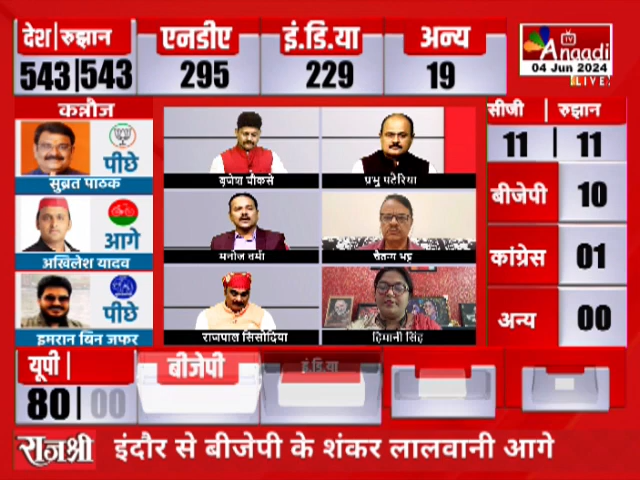 देश|रुझान
543|543
एनडीए
295
इं.डि.या
229
अन्य
19
TV
Anaadi
04 Jun 2024
LIVE
कन्नौज
पीछे
सुब्रत पाठक
आगे
अखिलेश यादव
पीछे
इमरान बिन जफर
बृजेश चौकसे
प्रभु पटेरिया
मनोज वर्मा
चैतन्य भट्ट
राजपाल सिसोदिया
हिमानी सिंह
सीजी | रुझान
11 | 11
बीजेपी 10
कांग्रेस 01
अन्य 00
यूपी|
80|00
बीजेपी
इं.डि.या
राजश्री
इंदौर से बीजेपी के शंकर लालवानी आगे